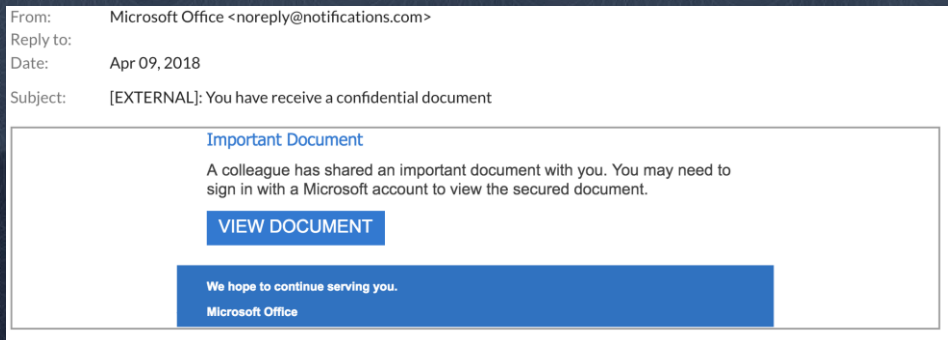 From: Microsoft Office <noreply@notifications.com>
Reply to:
Date: Apr 09, 2018
Subject: [EXTERNAL]: You have receive a confidential document
Important Document
A colleague has shared an important document with you. You may need to
sign in with a Microsoft account to view the secured document.
VIEW DOCUMENT
We hope to continue serving you.
Microsoft Office